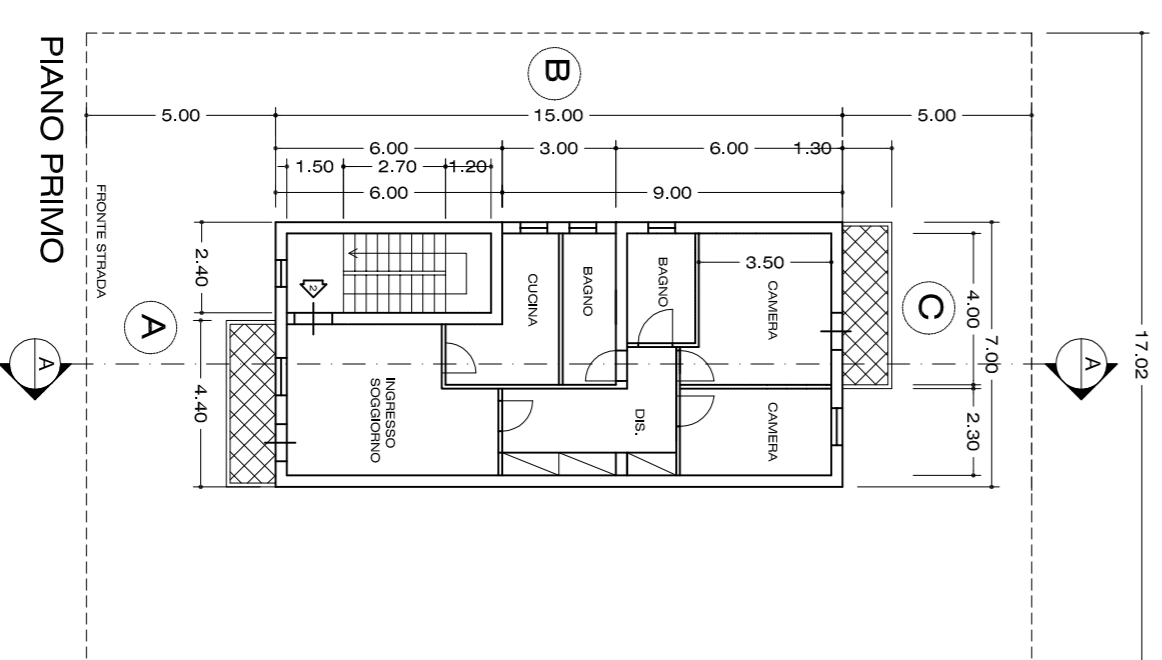 PIANO PRIMO
FRONTE STRADA
B
5.00
15.00
5.00
6.00
3.00
6.00
1.30
1.50
2.70
1.20
6.00
9.00
2.40
4.40
A
A
2
CUCINA
BAGNO
BAGNO
3.50
CAMERA
CAMERA
INGRESSO
SOGGIORNO
DIS.
C
4.00
7.00
2.30
A
17.02